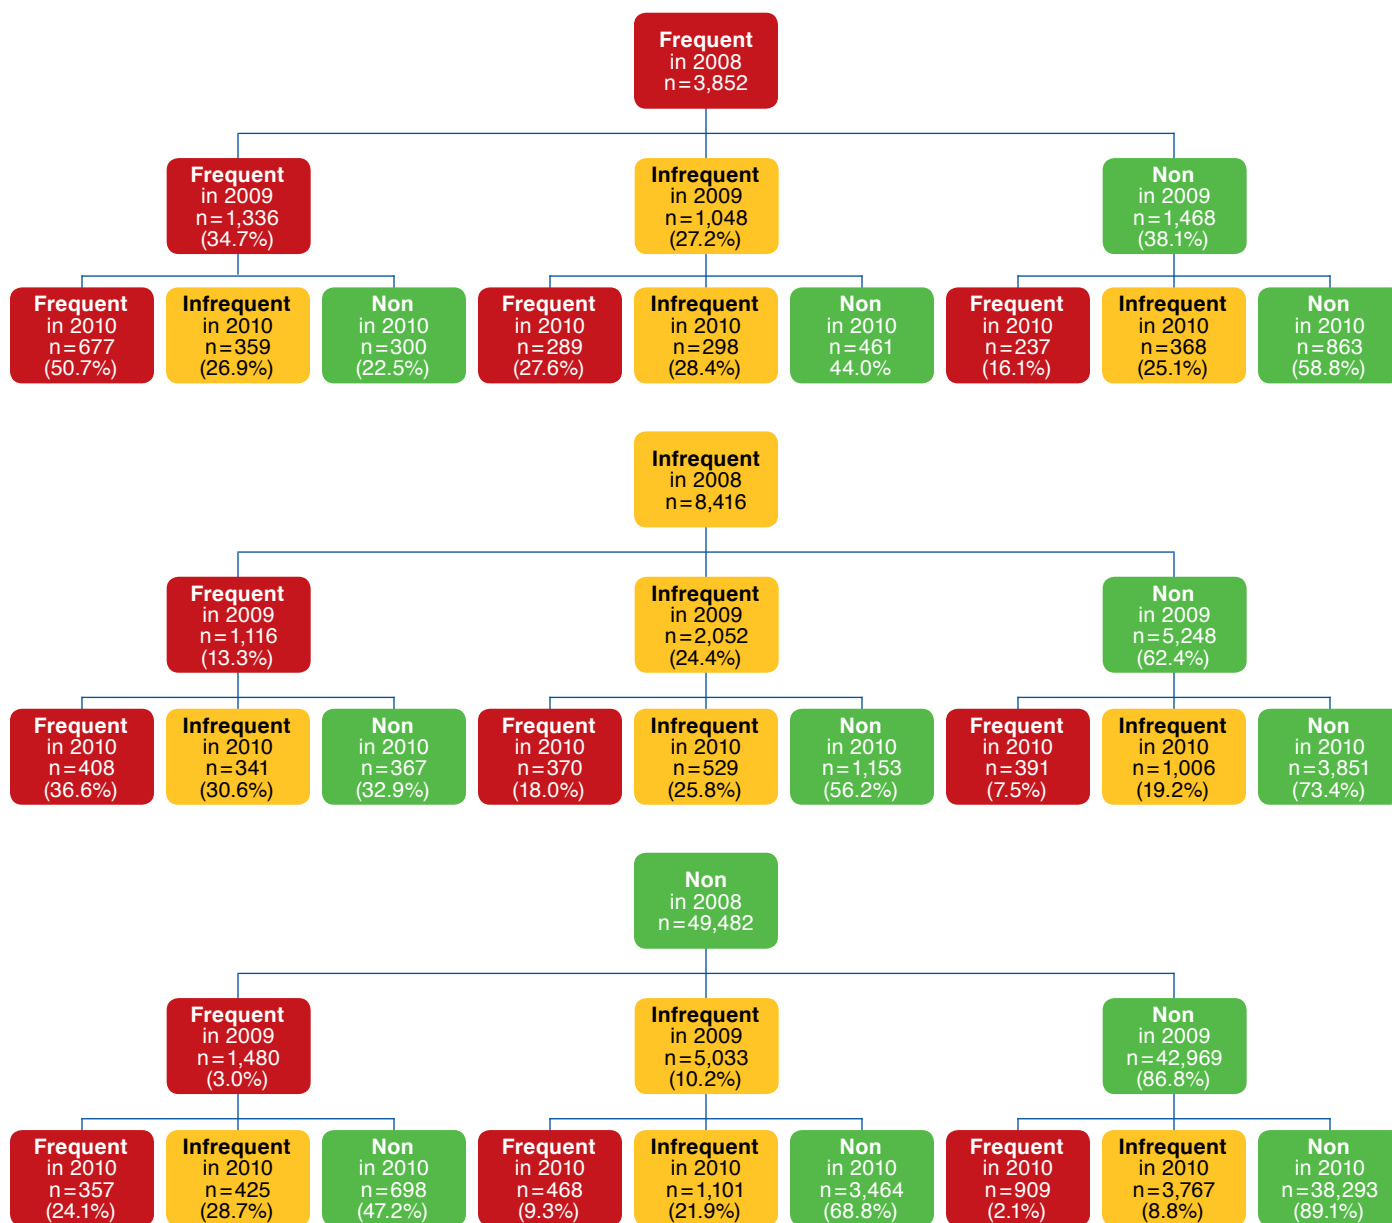 Frequent
in 2008
n=3,852
Frequent
in 2009
n=1,336
(34.7%)
Infrequent
in 2009
n=1,048
(27.2%)
Non
in 2009
n=1,468
(38.1%)
Frequent
in 2010
n=677
(50.7%)
Infrequent
in 2010
n=359
(26.9%)
Non
in 2010
n=300
(22.5%)
Frequent
in 2010
n=289
(27.6%)
Infrequent
in 2010
n=298
(28.4%)
Non
in 2010
n=461
44.0%
Frequent
in 2010
n=237
(16.1%)
Infrequent
in 2010
n=368
(25.1%)
Non
in 2010
n=863
(58.8%)
Infrequent
in 2008
n=8,416
Frequent
in 2009
n=1,116
(13.3%)
Infrequent
in 2009
n=2,052
(24.4%)
Non
in 2009
n=5,248
(62.4%)
Frequent
in 2010
n=408
(36.6%)
Infrequent
in 2010
n=341
(30.6%)
Non
in 2010
n=367
(32.9%)
Frequent
in 2010
n=370
(18.0%)
Infrequent
in 2010
n=529
(25.8%)
Non
in 2010
n=1,153
(56.2%)
Frequent
in 2010
n=391
(7.5%)
Infrequent
in 2010
n=1,006
(19.2%)
Non
in 2010
n=3,851
(73.4%)
Non
in 2008
n=49,482
Frequent
in 2009
n=1,480
(3.0%)
Infrequent
in 2009
n=5,033
(10.2%)
Non
in 2009
n=42,969
(86.8%)
Frequent
in 2010
n=357
(24.1%)
Infrequent
in 2010
n=425
(28.7%)
Non
in 2010
n=698
(47.2%)
Frequent
in 2010
n=468
(9.3%)
Infrequent
in 2010
n=1,101
(21.9%)
Non
in 2010
n=3,464
(68.8%)
Frequent
in 2010
n=909
(2.1%)
Infrequent
in 2010
n=3,767
(8.8%)
Non
in 2010
n=38,293
(89.1%)